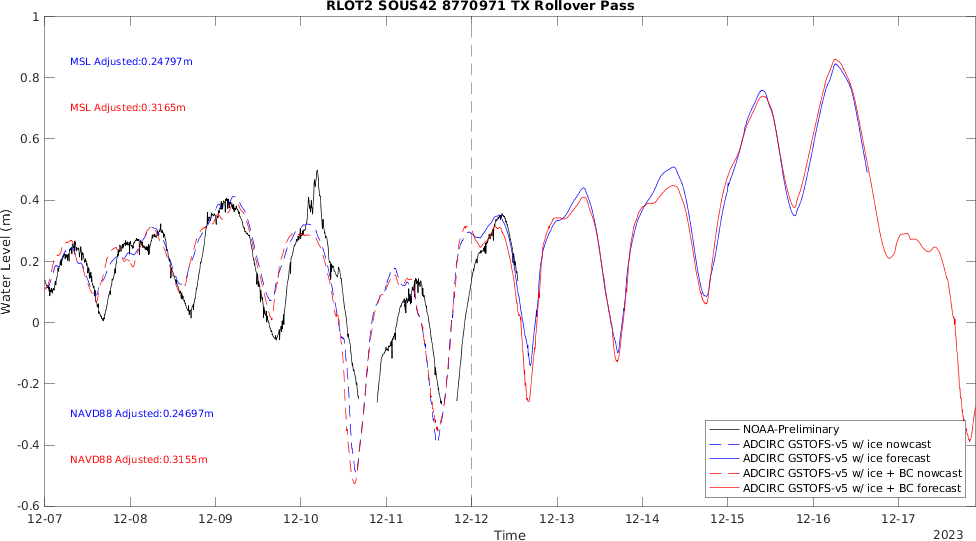 RLOT2 SOUS42 8770971 TX Rollover Pass
1
0.8
0.6
0.4
0.2
0
-0.2
-0.4
-0.6
Water Level (m)
MSL Adjusted:0.24797m
MSL Adjusted:0.3165m
NAVD88 Adjusted:0.24697m
NAVD88 Adjusted:0.3155m
NOAA-Preliminary
ADCIRC GSTOFS-v5 w/ ice nowcast
ADCIRC GSTOFS-v5 w/ ice forecast
ADCIRC GSTOFS-v5 w/ ice + BC nowcast
ADCIRC GSTOFS-v5 w/ ice + BC forecast
12-07 12-08 12-09 12-10 12-11 12-12 12-13 12-14 12-15 12-16 12-17
Time
2023